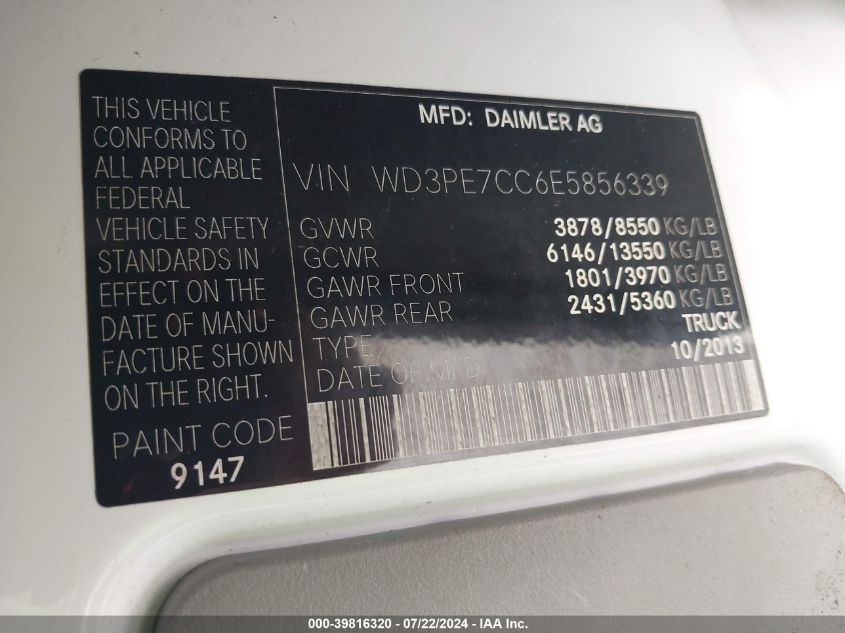 THIS VEHICLE
CONFORMS TO
ALL APPLICABLE
FEDERAL
VEHICLE SAFETY
STANDARDS IN
EFFECT ON THE
DATE OF MANU-
FACTURE SHOWN
ON THE RIGHT.
PAINT CODE
9147
MFD: DAIMLER AG
VIN WD3PE7CC6E5856339
GVWR 3878/8550 KG/LB
GCWR 6146/13550 KG/LB
GAWR FRONT 1801/3970 KG/LB
GAWR REAR 2431/5360 KG/LB
TYPE TRUCK
DATE OF MFD 10/2013
000-39816320 - 07/22/2024 - IAA Inc.